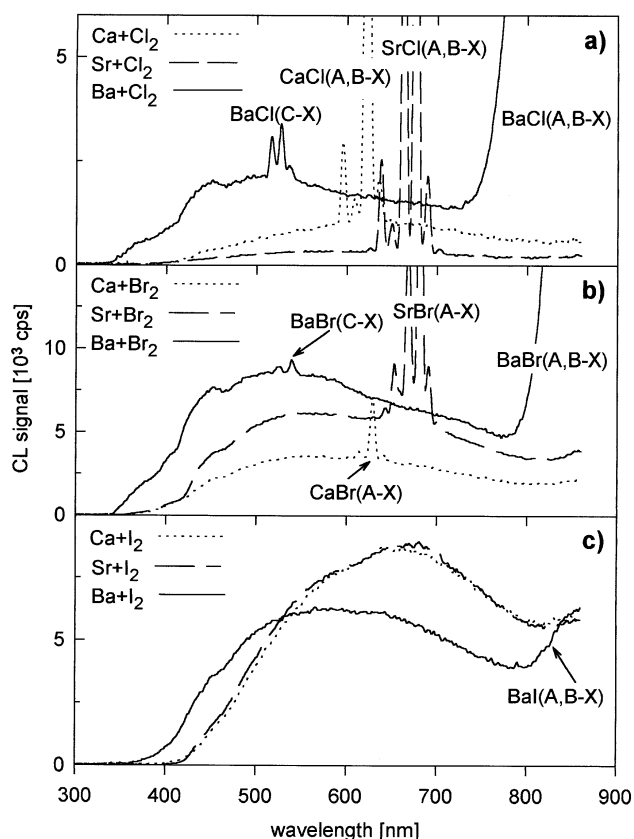 a)
Ca+Cl2
Sr+Cl2
Ba+Cl2
SrCl(A,B-X)
CaCl(A,B-X)
BaCl(C-X)
BaCl(A,B-X)
5
0
b)
Ca+Br2
Sr+Br2
Ba+Br2
SrBr(A-X)
BaBr(C-X)
BaBr(A,B-X)
CaBr(A-X)
10
5
0
CL signal [10³ cps]
c)
Ca+I2
Sr+I2
Ba+I2
BaI(A,B-X)
5
0
300 400 500 600 700 800 900
wavelength [nm]